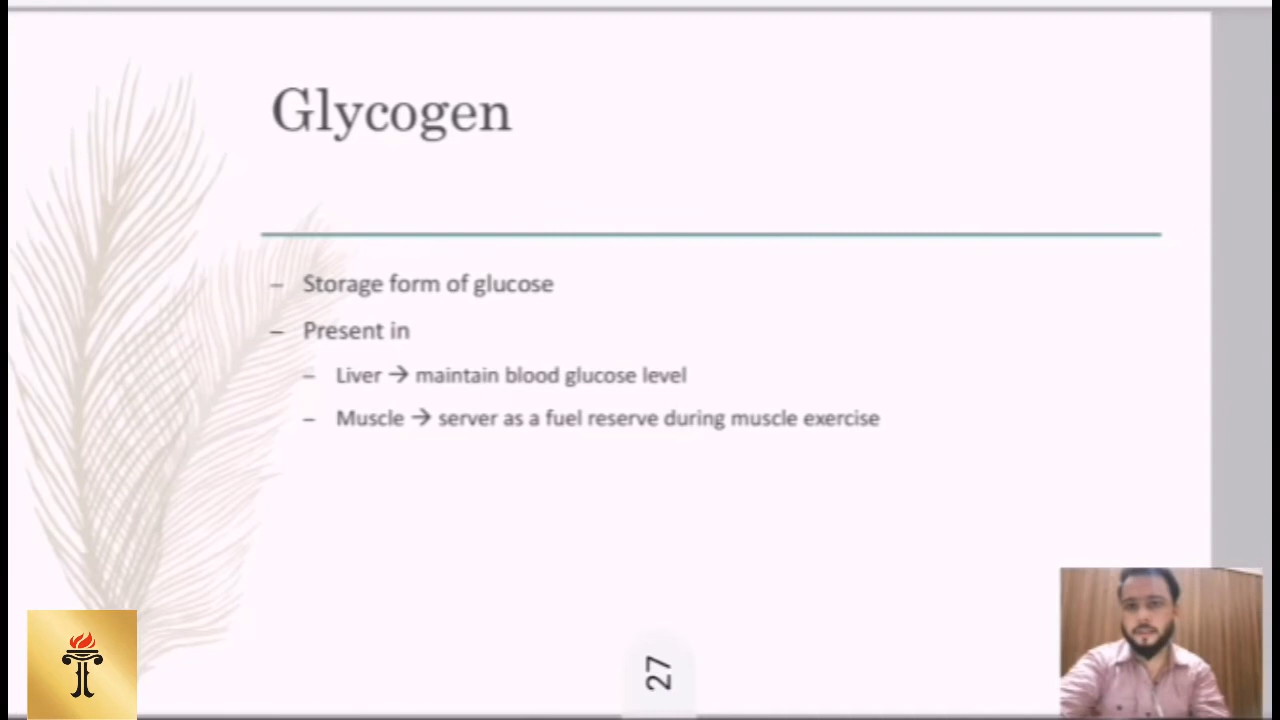 Glycogen
– Storage form of glucose
– Present in
– Liver → maintain blood glucose level
– Muscle → server as a fuel reserve during muscle exercise
27